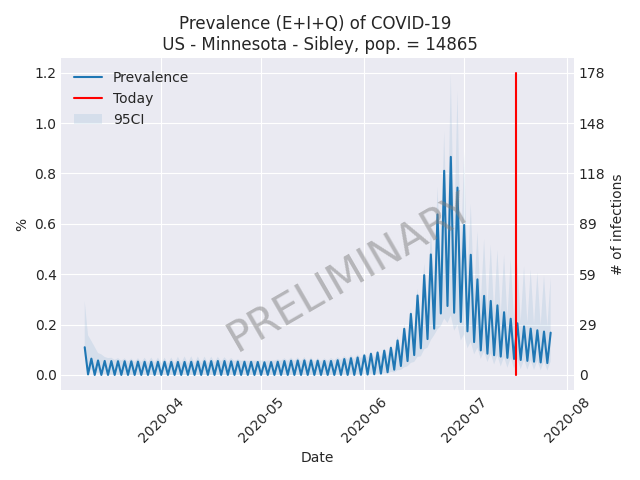 Prevalence (E+I+Q) of COVID-19
US - Minnesota - Sibley, pop. = 14865
Prevalence
Today
95CI
PRELIMINARY
1.2
1.0
0.8
0.6
0.4
0.2
0.0
%
178
148
118
89
59
29
0
# of infections
2020-04
2020-05
2020-06
2020-07
2020-08
Date